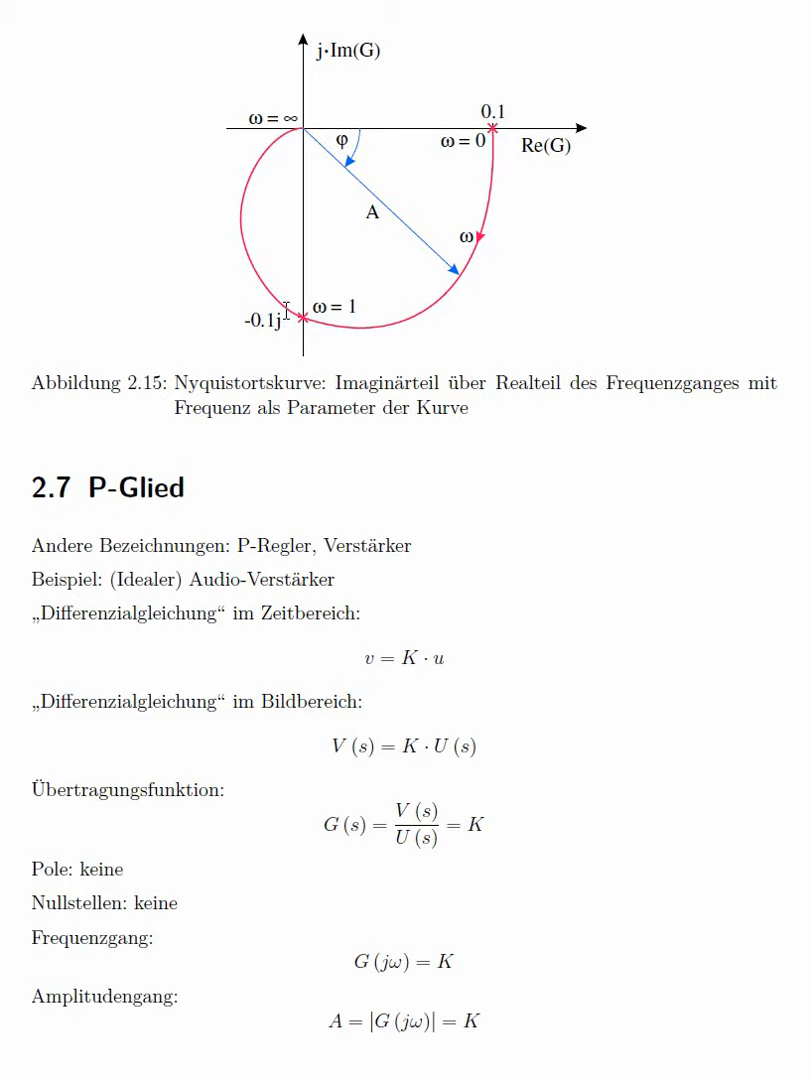 j·Im(G)
0.1
ω = ∞
φ
ω = 0
Re(G)
A
ω
ω = 1
-0.1j
Abbildung 2.15: Nyquistortskurve: Imaginärteil über Realteil des Frequenzganges mit
Frequenz als Parameter der Kurve
2.7 P-Glied
Andere Bezeichnungen: P-Regler, Verstärker
Beispiel: (Idealer) Audio-Verstärker
„Differenzialgleichung“ im Zeitbereich:
v = K · u
„Differenzialgleichung“ im Bildbereich:
V (s) = K · U (s)
Übertragungsfunktion:
G (s) = V (s) / U (s) = K
Pole: keine
Nullstellen: keine
Frequenzgang:
G (jω) = K
Amplitudengang:
A = |G (jω)| = K